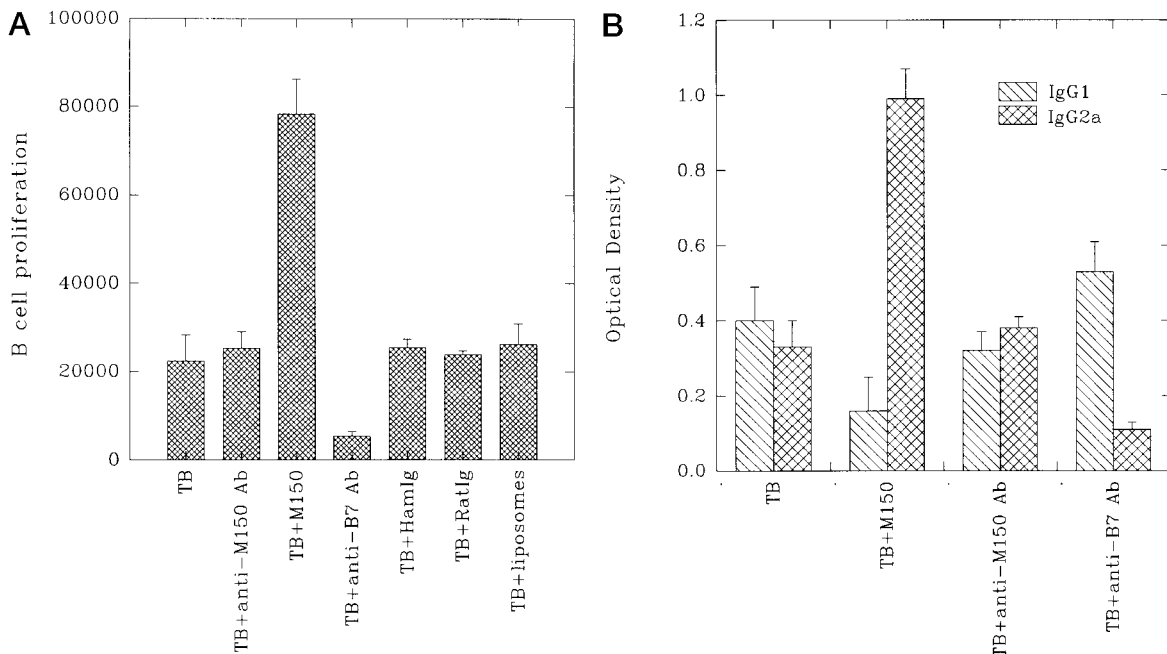 A
B cell proliferation
100000
80000
60000
40000
20000
0
TB
TB+anti-M150 Ab
TB+M150
TB+anti-B7 Ab
TB+HamIg
TB+RatIg
TB+liposomes
B
Optical Density
1.2
1.0
0.8
0.6
0.4
0.2
0.0
IgG1
IgG2a
TB
TB+M150
TB+anti-M150 Ab
TB+anti-B7 Ab